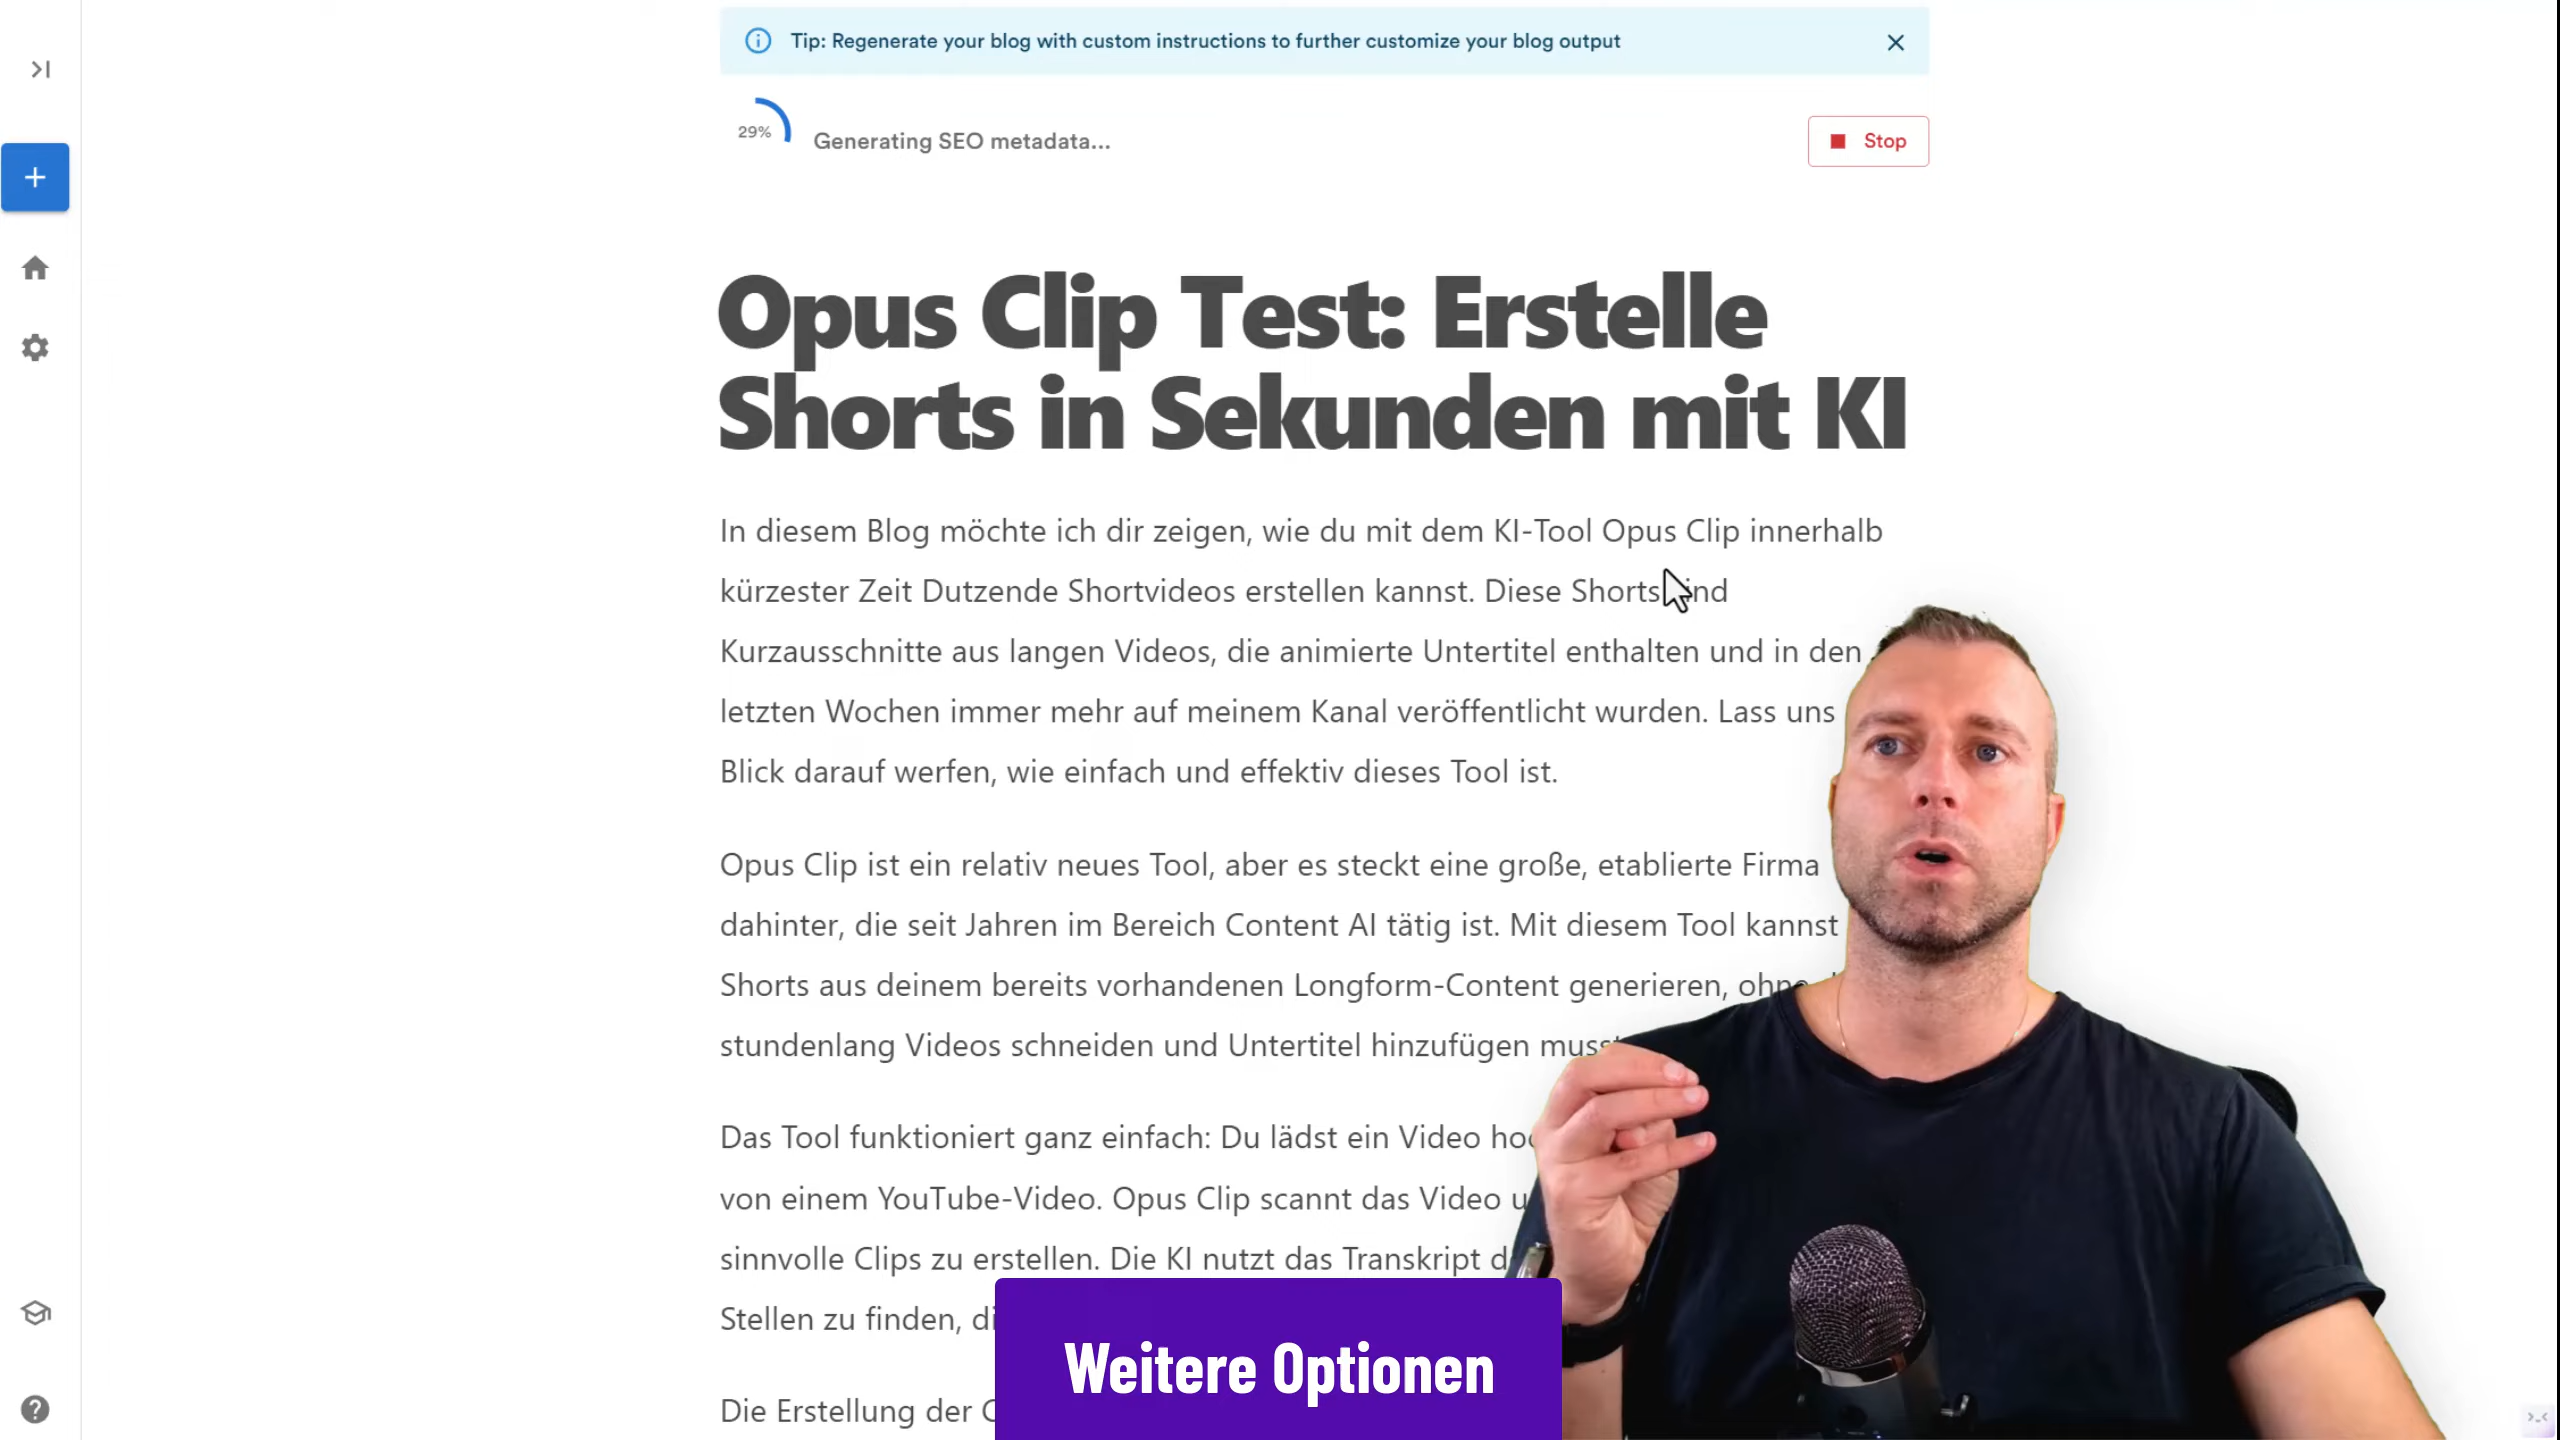 Tip: Regenerate your blog with custom instructions to further customize your blog output
29%
Generating SEO metadata...
Stop
Opus Clip Test: Erstelle
Shorts in Sekunden mit KI
In diesem Blog möchte ich dir zeigen, wie du mit dem KI-Tool Opus Clip innerhalb
kürzester Zeit Dutzende Shortvideos erstellen kannst. Diese Shorts
Kurzausschnitte aus langen Videos, die animierte Untertitel enthalten und in den
letzten Wochen immer mehr auf meinem Kanal veröffentlicht wurden. Lass uns
Blick darauf werfen, wie einfach und effektiv dieses Tool ist.
Opus Clip ist ein relativ neues Tool, aber es steckt eine große, etablierte Firma
dahinter, die seit Jahren im Bereich Content AI tätig ist. Mit diesem Tool kannst
Shorts aus deinem bereits vorhandenen Longform-Content generieren, ohne
stundenlang Videos schneiden und Untertitel hinzufügen musst
Das Tool funktioniert ganz einfach: Du lädst ein Video
von einem YouTube-Video. Opus Clip scannt das Video
sinnvolle Clips zu erstellen. Die KI nutzt das Transkript
Stellen zu finden,
Die Erstellung der
Weitere Optionen